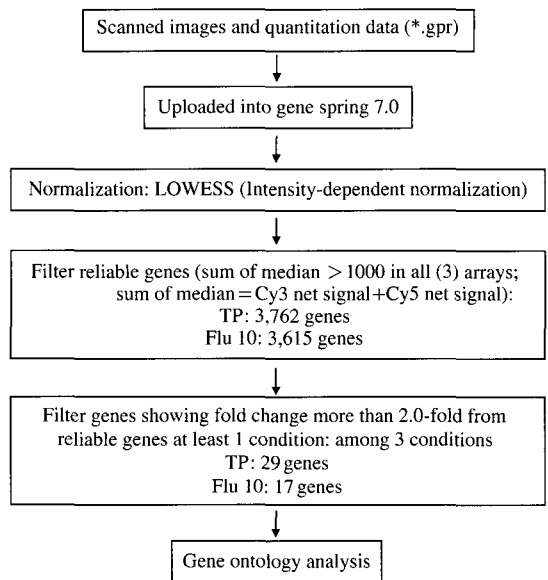 Scanned images and quantitation data (*.gpr)
Uploaded into gene spring 7.0
Normalization: LOWESS (Intensity-dependent normalization)
Filter reliable genes (sum of median > 1000 in all (3) arrays;
sum of median = Cy3 net signal+Cy5 net signal):
TP: 3,762 genes
Flu 10: 3,615 genes
Filter genes showing fold change more than 2.0-fold from
reliable genes at least 1 condition: among 3 conditions
TP: 29 genes
Flu 10: 17 genes
Gene ontology analysis